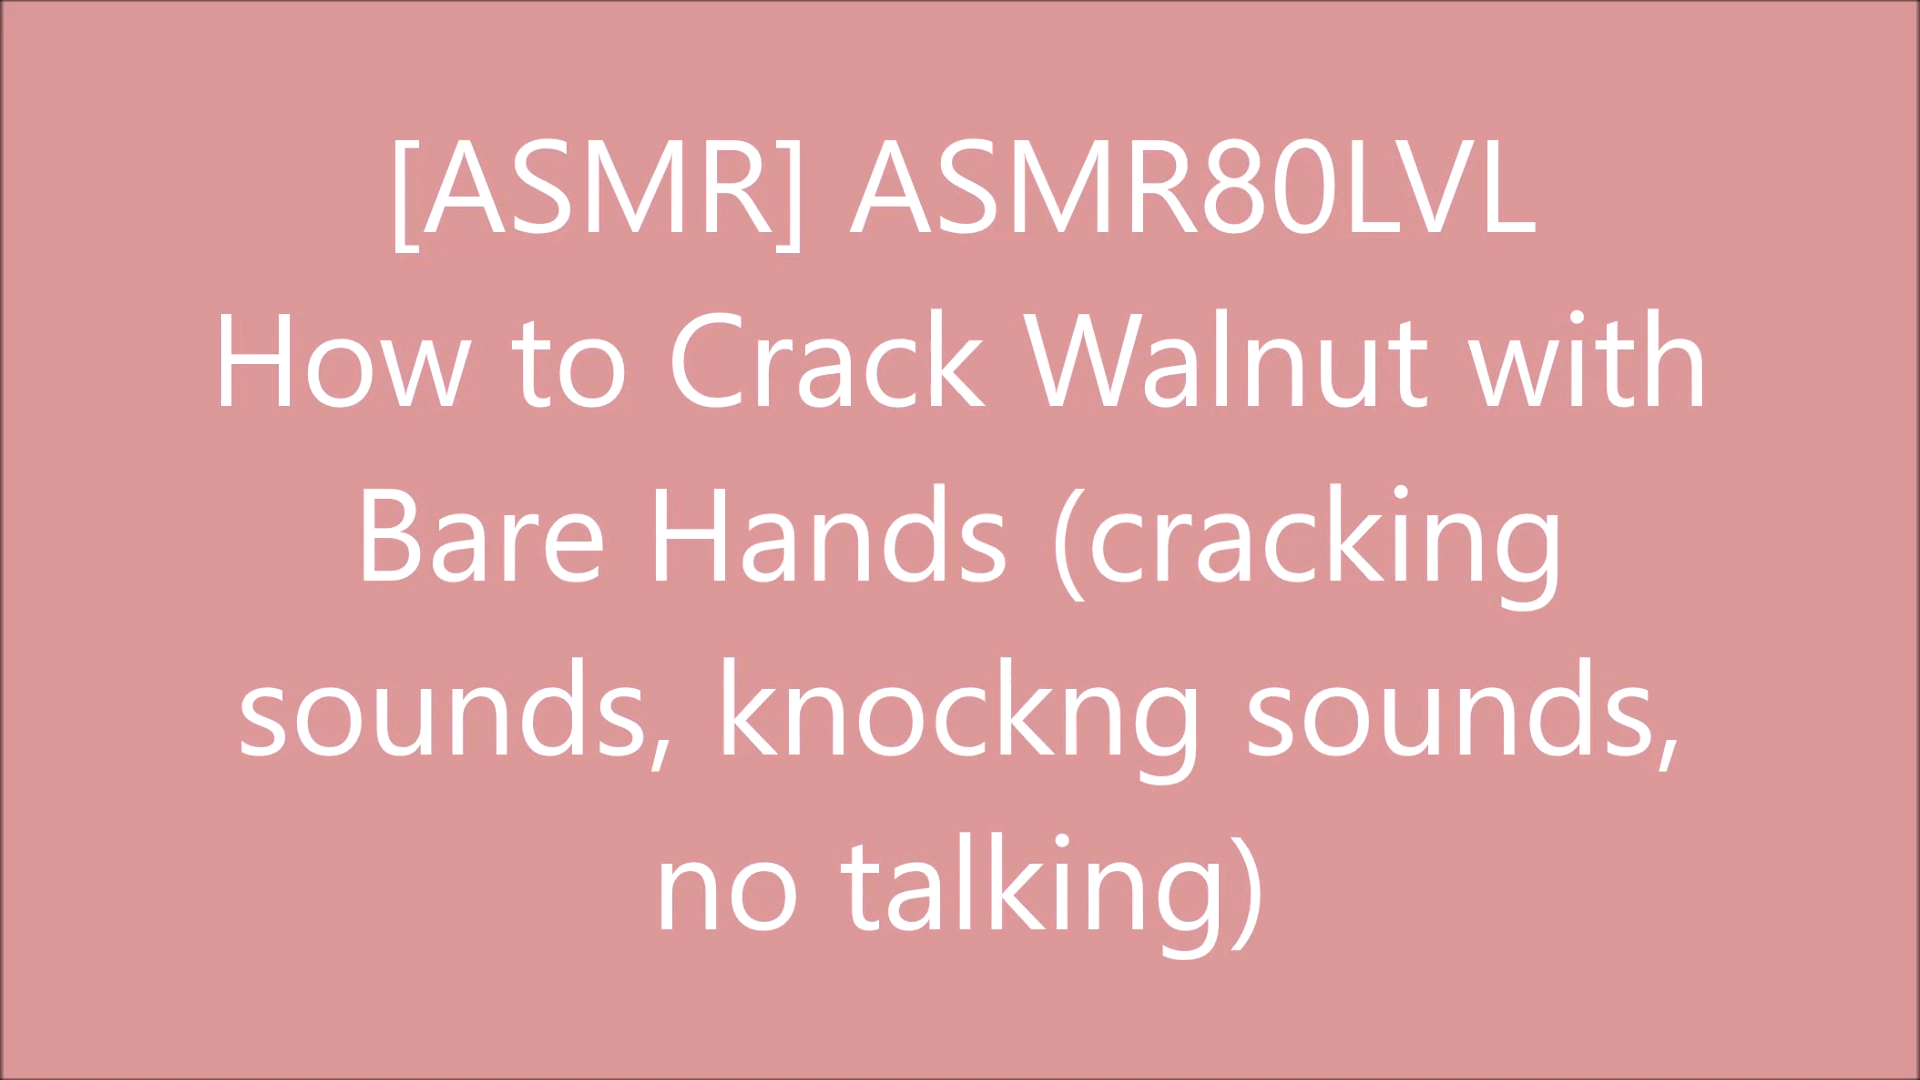 [ASMR] ASMR80LVL
How to Crack Walnut with
Bare Hands (cracking
sounds, knockng sounds,
no talking)